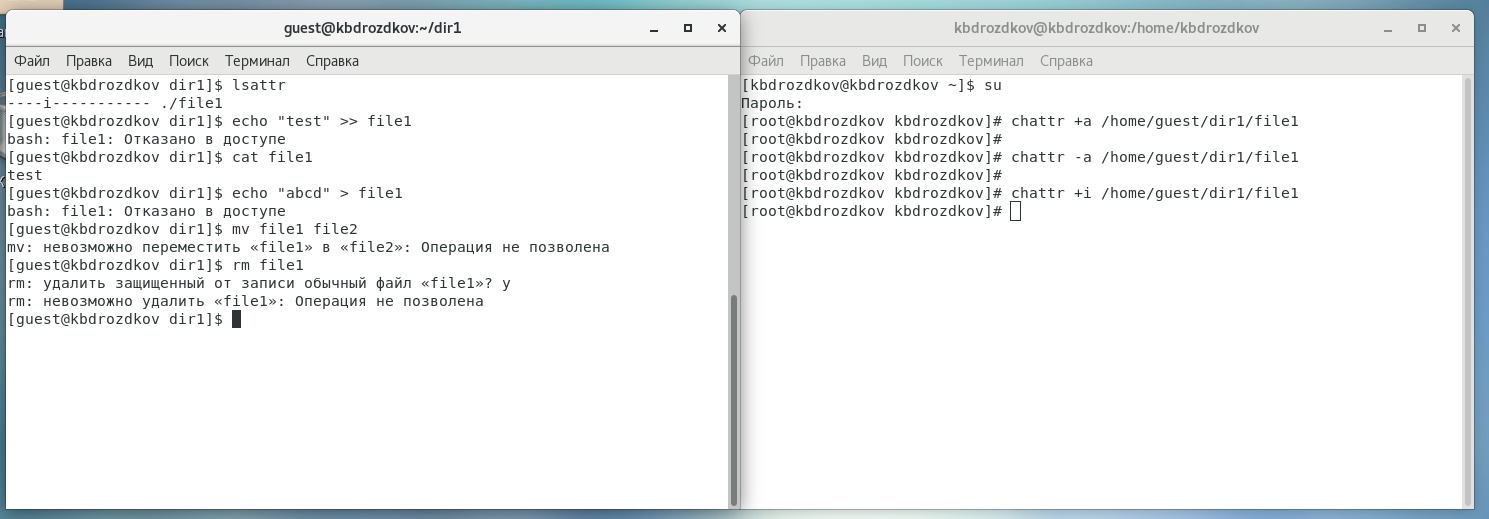 guest@kbdrozdkov:~/dir1
Файл Правка Вид Поиск Терминал Справка
[guest@kbdrozdkov dir1]$ lsattr
----i----------- ./file1
[guest@kbdrozdkov dir1]$ echo "test" >> file1
bash: file1: Отказано в доступе
[guest@kbdrozdkov dir1]$ cat file1
test
[guest@kbdrozdkov dir1]$ echo "abcd" > file1
bash: file1: Отказано в доступе
[guest@kbdrozdkov dir1]$ mv file1 file2
mv: невозможно переместить «file1» в «file2»: Операция не позволена
[guest@kbdrozdkov dir1]$ rm file1
rm: удалить защищенный от записи обычный файл «file1»? y
rm: невозможно удалить «file1»: Операция не позволена
[guest@kbdrozdkov dir1]$
kbdrozdkov@kbdrozdkov:/home/kbdrozdkov
Файл Правка Вид Поиск Терминал Справка
[kbdrozdkov@kbdrozdkov ~]$ su
Пароль:
[root@kbdrozdkov kbdrozdkov]# chattr +a /home/guest/dir1/file1
[root@kbdrozdkov kbdrozdkov]#
[root@kbdrozdkov kbdrozdkov]# chattr -a /home/guest/dir1/file1
[root@kbdrozdkov kbdrozdkov]#
[root@kbdrozdkov kbdrozdkov]# chattr +i /home/guest/dir1/file1
[root@kbdrozdkov kbdrozdkov]#